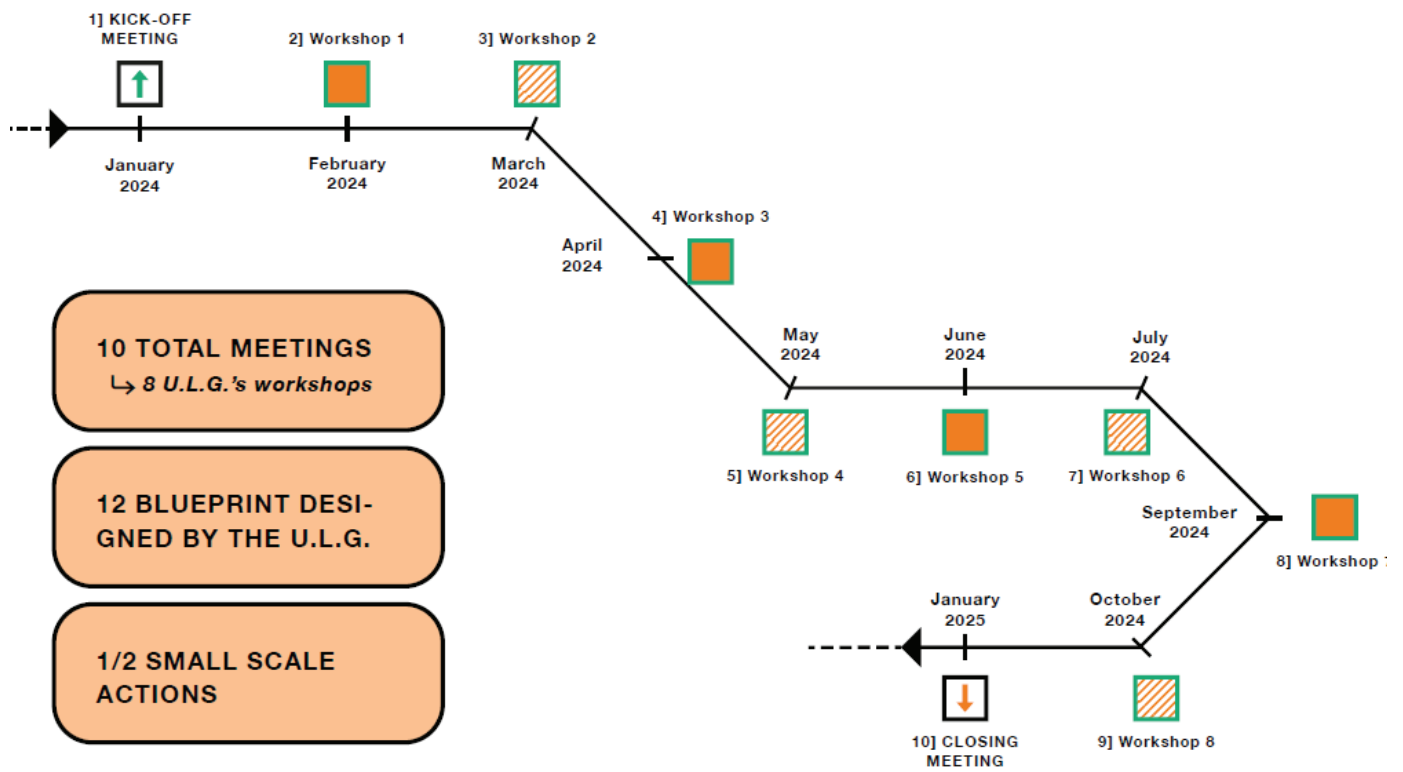 1] KICK-OFF
MEETING
2] Workshop 1
3] Workshop 2
January
2024
February
2024
March
2024
4] Workshop 3
April
2024
May
2024
June
2024
July
2024
5] Workshop 4
6] Workshop 5
7] Workshop 6
September
2024
8] Workshop
October
2024
January
2025
9] Workshop 8
10] CLOSING
MEETING
10 TOTAL MEETINGS
↳ 8 U.L.G.'s workshops
12 BLUEPRINT DESI-
GNED BY THE U.L.G.
1/2 SMALL SCALE
ACTIONS